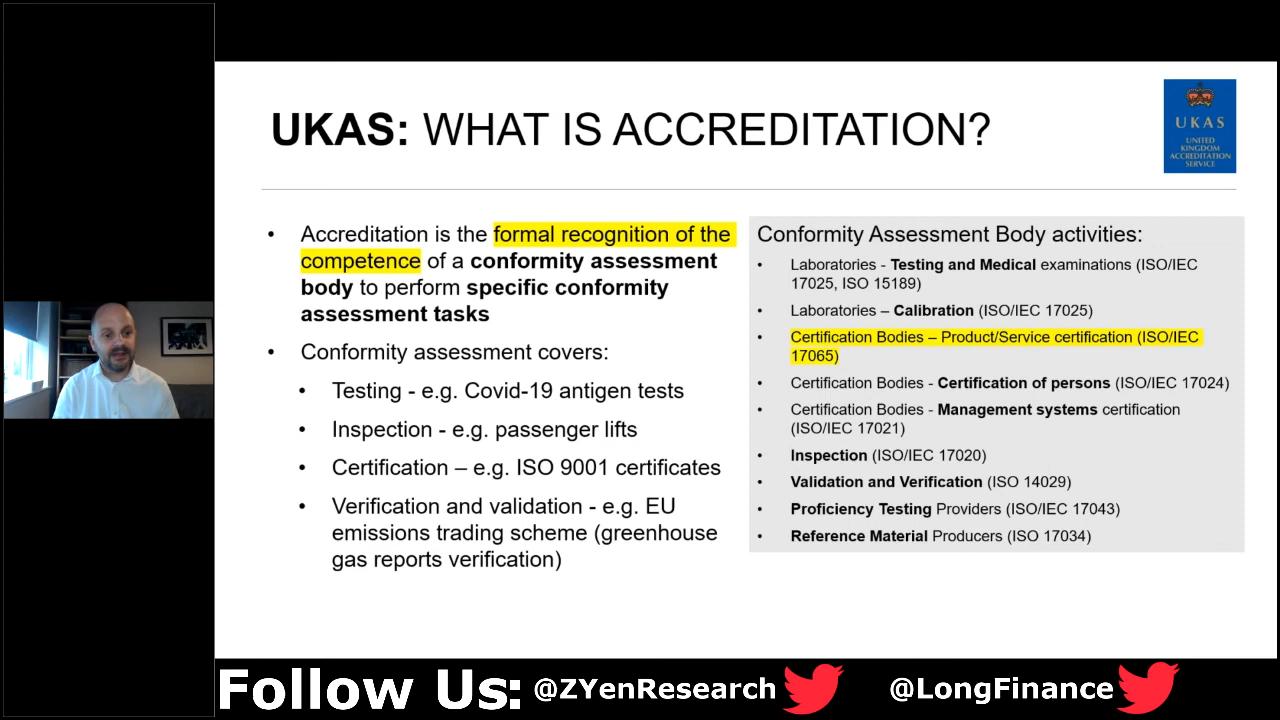 UKAS: WHAT IS ACCREDITATION?
UKAS
UNITED
KINGDOM
ACCREDITATION
SERVICE
• Accreditation is the formal recognition of the
competence of a conformity assessment
body to perform specific conformity
assessment tasks
• Conformity assessment covers:
• Testing - e.g. Covid-19 antigen tests
• Inspection - e.g. passenger lifts
• Certification – e.g. ISO 9001 certificates
• Verification and validation - e.g. EU
emissions trading scheme (greenhouse
gas reports verification)
Conformity Assessment Body activities:
• Laboratories - Testing and Medical examinations (ISO/IEC
17025, ISO 15189)
• Laboratories – Calibration (ISO/IEC 17025)
• Certification Bodies – Product/Service certification (ISO/IEC
17065)
• Certification Bodies - Certification of persons (ISO/IEC 17024)
• Certification Bodies - Management systems certification
(ISO/IEC 17021)
• Inspection (ISO/IEC 17020)
• Validation and Verification (ISO 14029)
• Proficiency Testing Providers (ISO/IEC 17043)
• Reference Material Producers (ISO 17034)
Follow Us: @ZYenResearch @LongFinance